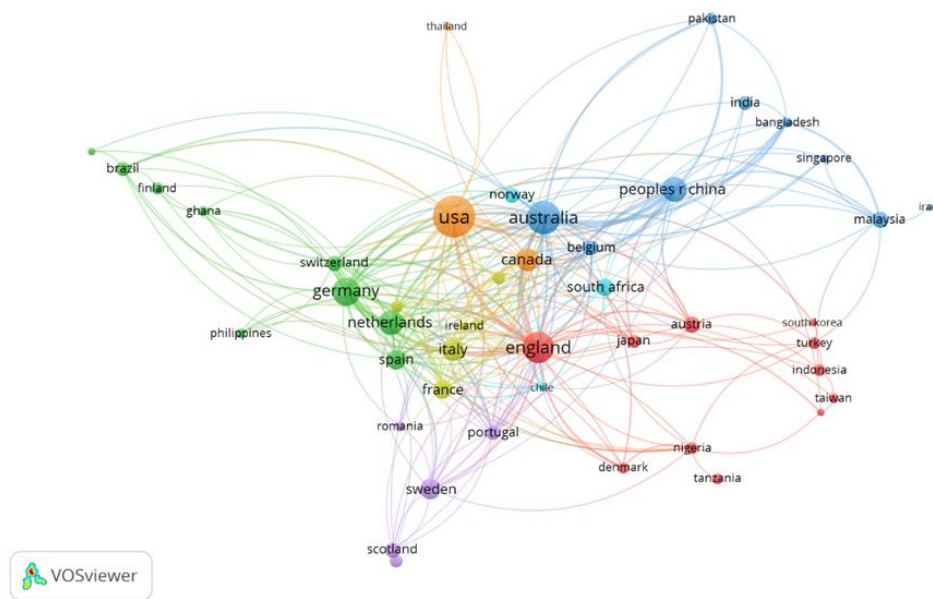 thailand
pakistan
india
bangladesh
singapore
brazil
finland
ghana
norway
usa
australia
peoples r china
malaysia
belgium
canada
switzerland
germany
south africa
philippines
netherlands
ireland
austria
south korea
japan
turkey
england
italy
spain
indonesia
france
chile
taiwan
romania
portugal
nigeria
denmark
tanzania
sweden
scotland
VOSviewer